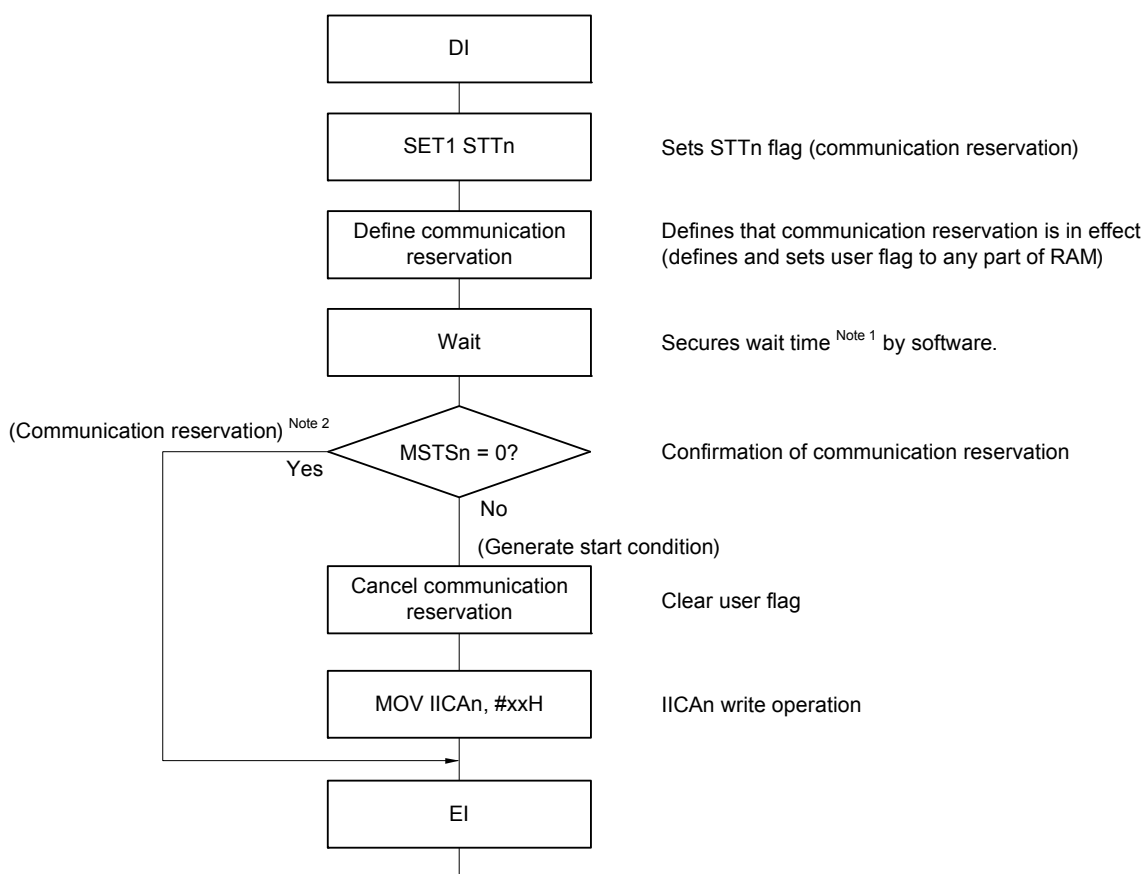 DI
SET1 STTn
Sets STTn flag (communication reservation)
Define communication
reservation
Defines that communication reservation is in effect
(defines and sets user flag to any part of RAM)
Wait
Secures wait time Note 1 by software.
(Communication reservation) Note 2
MSTSn = 0?
Confirmation of communication reservation
Yes
No
(Generate start condition)
Cancel communication
reservation
Clear user flag
MOV IICAn, #xxH
IICAn write operation
EI